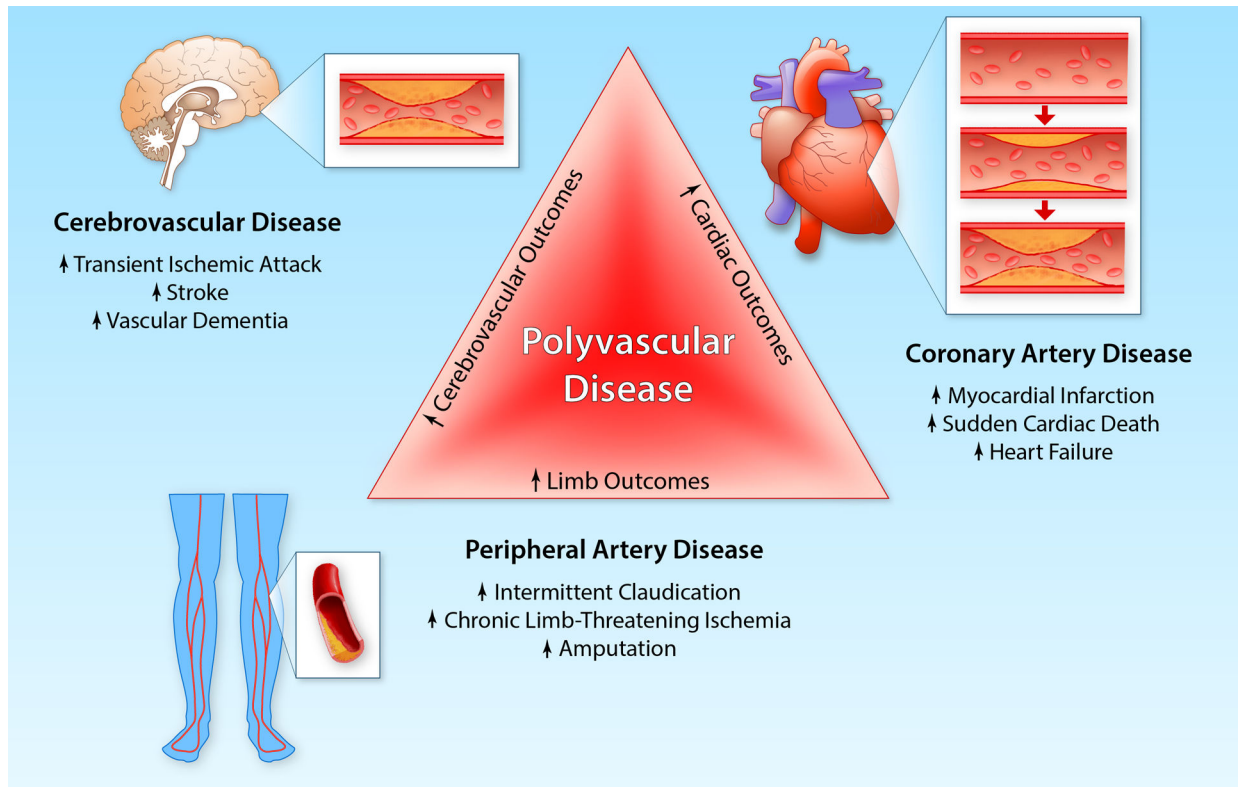 Cerebrovascular Disease
Transient Ischemic Attack
Stroke
Vascular Dementia
Cerebrovascular Outcomes
Cardiac Outcomes
Polyvascular
Disease
Limb Outcomes
Coronary Artery Disease
Myocardial Infarction
Sudden Cardiac Death
Heart Failure
Peripheral Artery Disease
Intermittent Claudication
Chronic Limb-Threatening Ischemia
Amputation